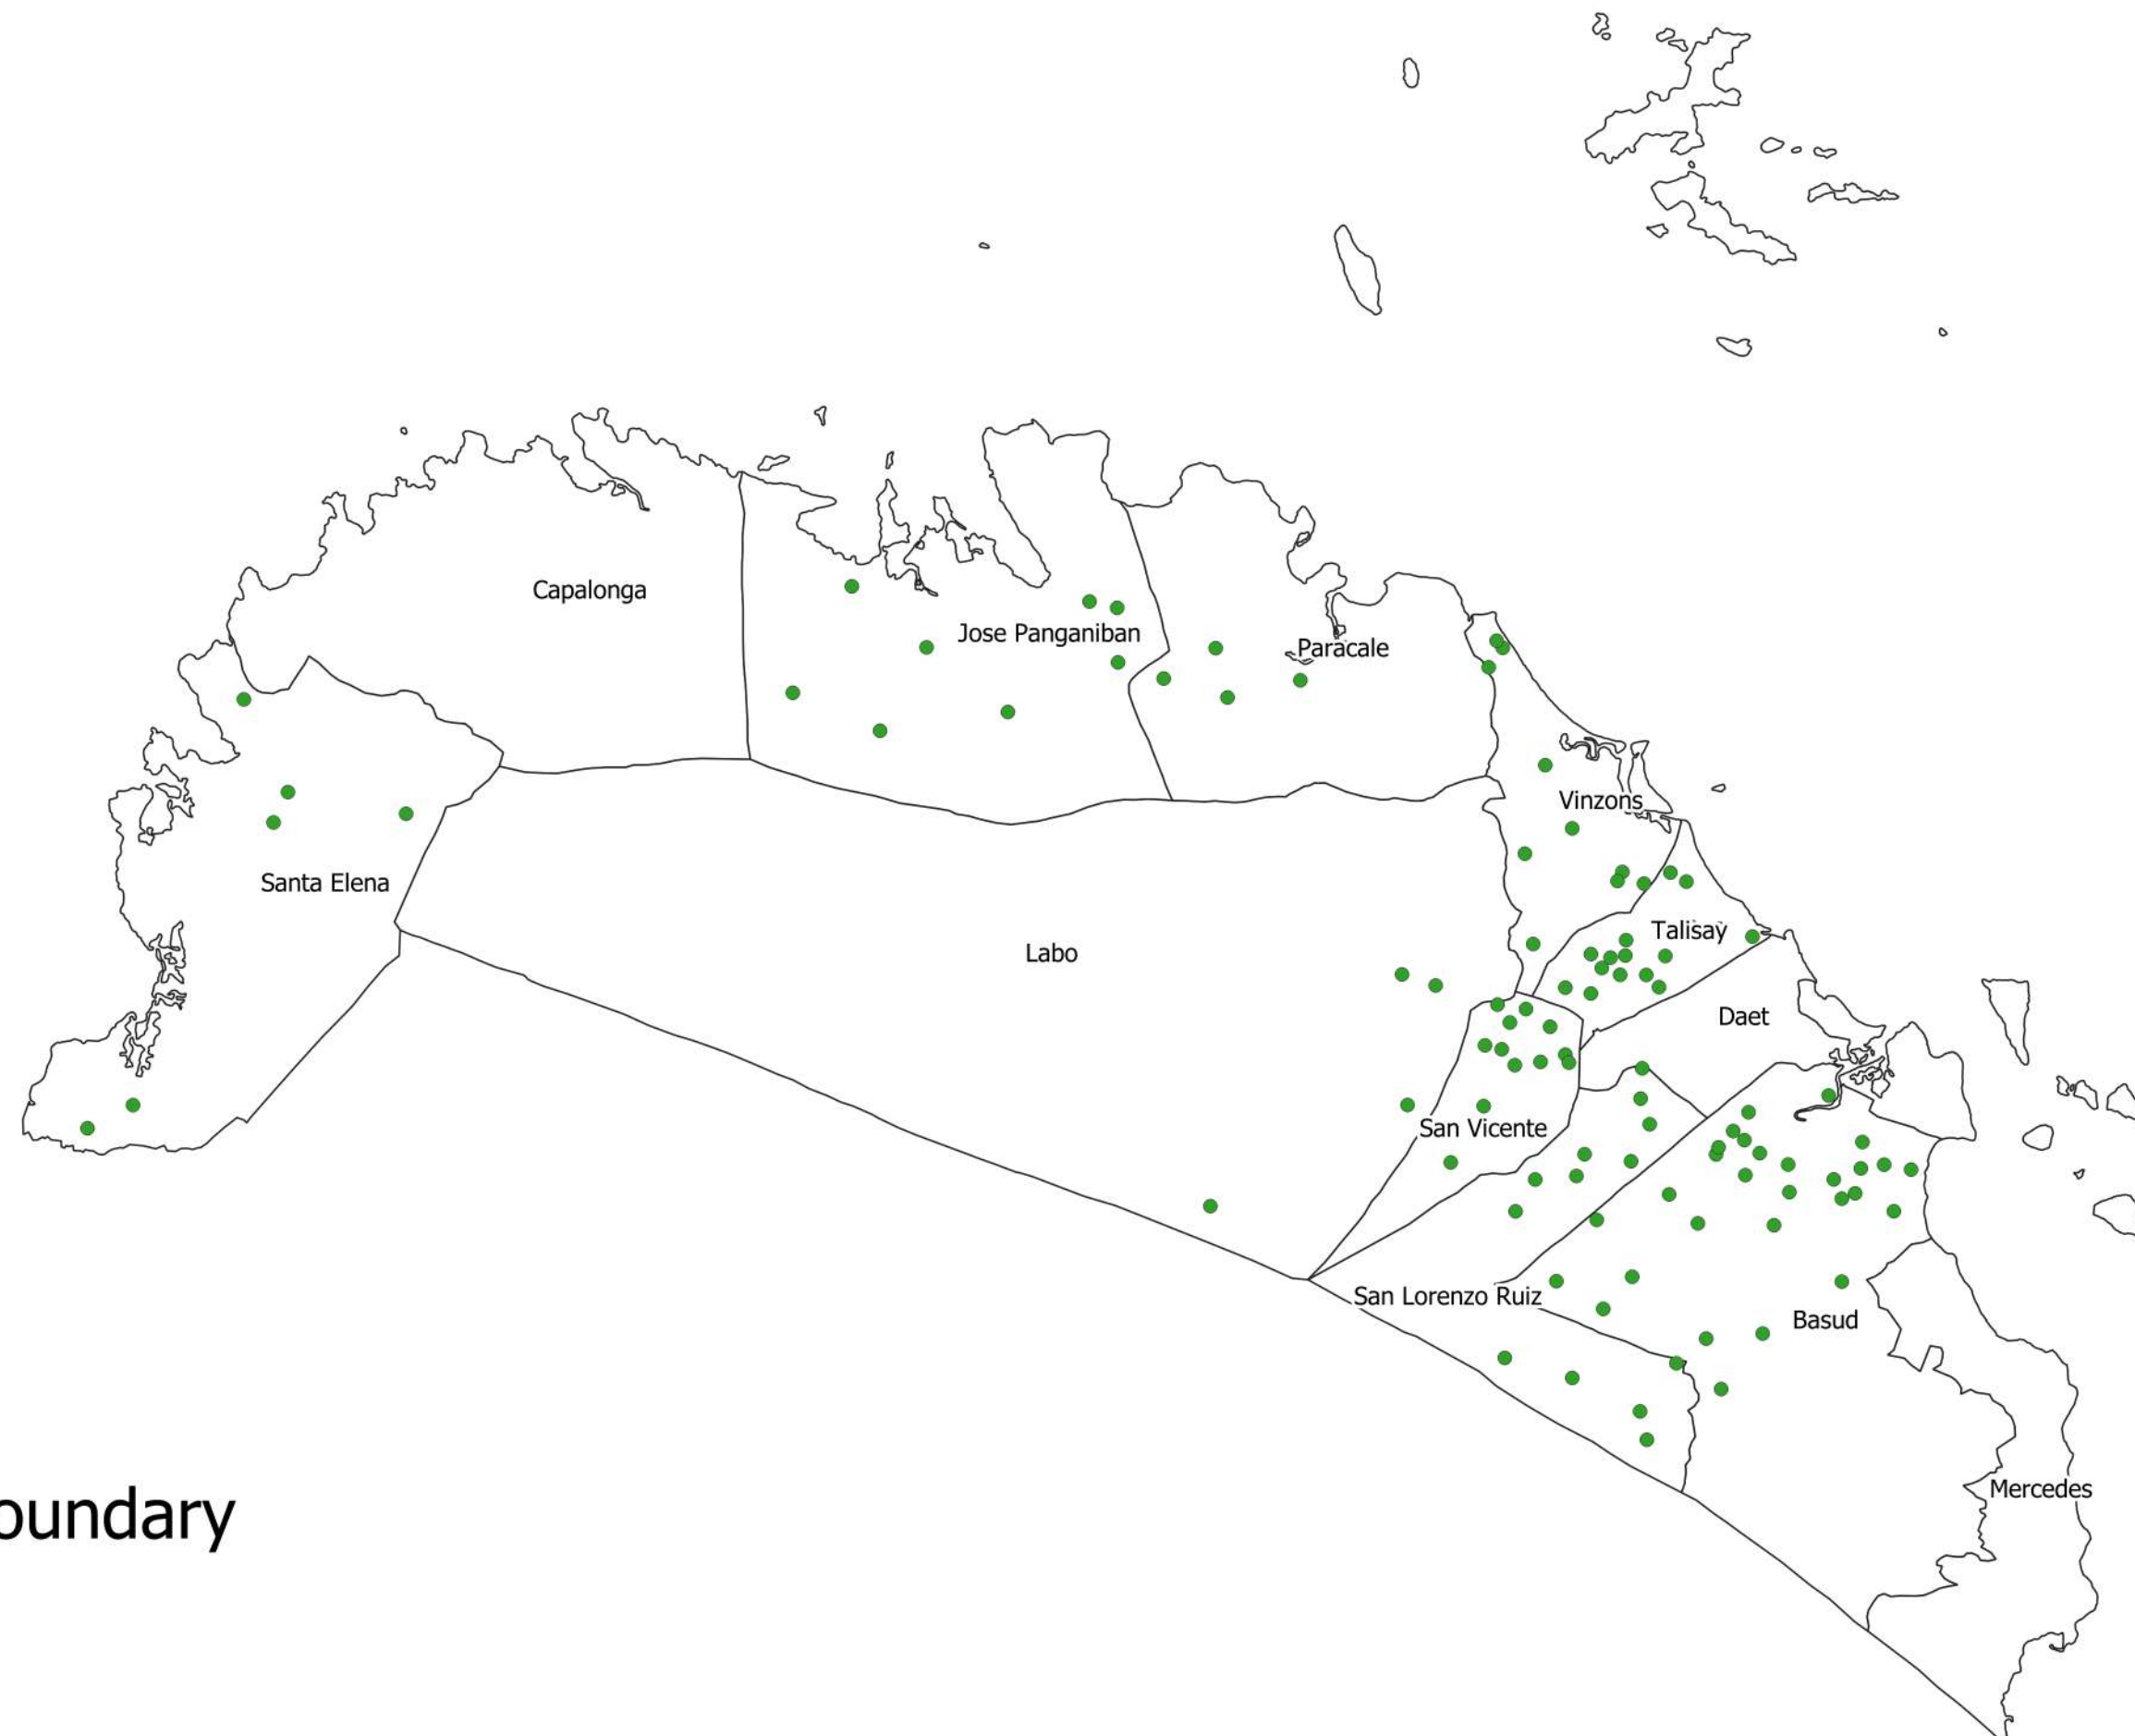 Capalonga
Jose Panganiban
Paracale
Vinzons
Santa Elena
Talisay
Labo
Daet
San Vicente
San Lorenzo Ruiz
Basud
Mercedes
oundary